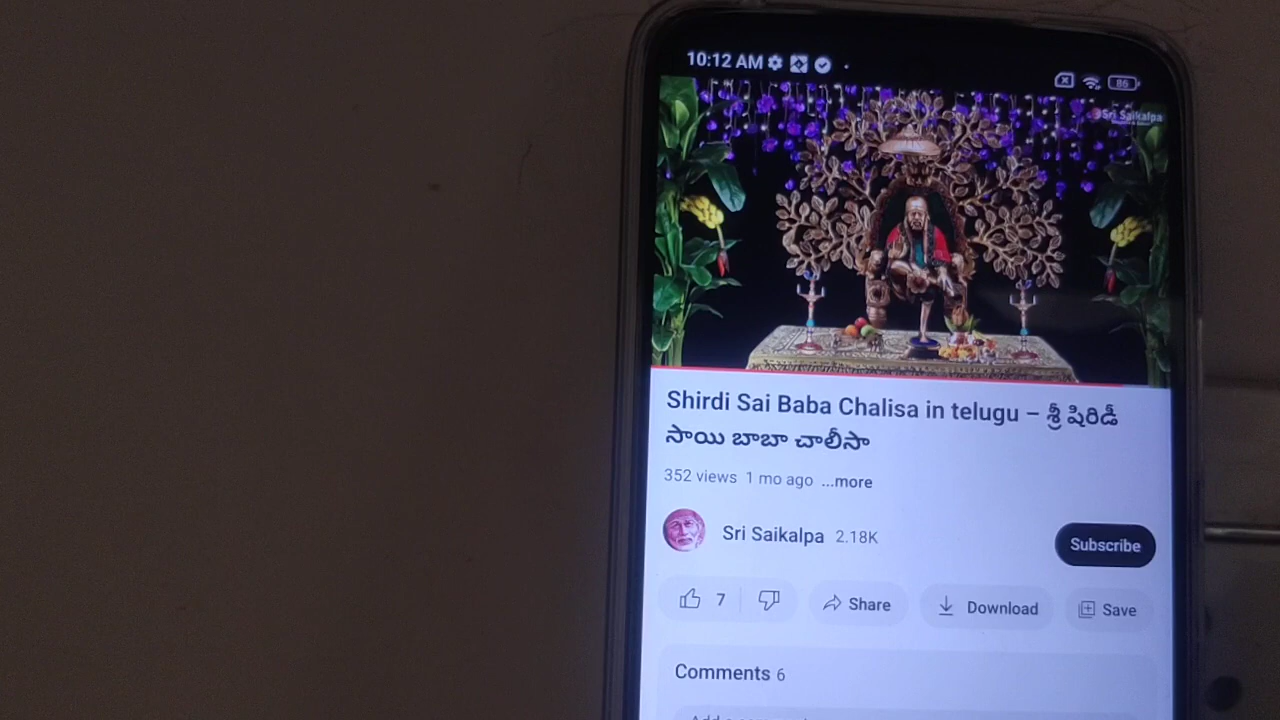 10:12 AM
86
Sri Saikalpa
Shirdi Sai Baba Chalisa in telugu – శ్రీ షిరిడీ
సాయి బాబా చాలీసా
352 views 1 mo ago ...more
Sri Saikalpa 2.18K
Subscribe
7
Share
Download
Save
Comments 6